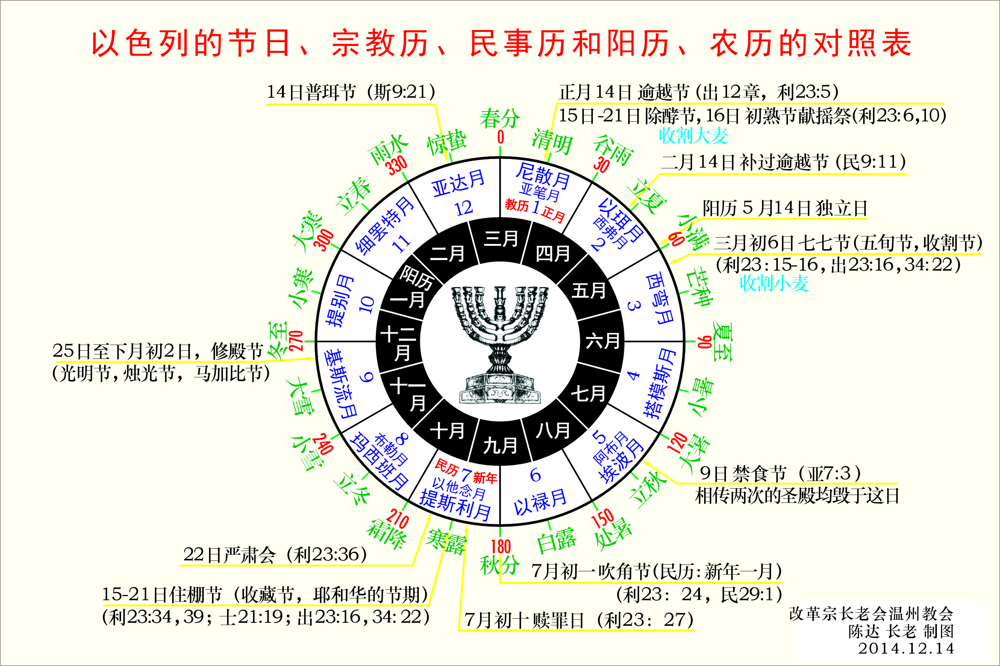 以色列的节日、宗教历、民事历和阳历、农历的对照表
14日普珥节（斯9:21）
正月14日 逾越节 (出12章，利23:5)
15日-21日 除酵节, 16日 初熟节献摇祭(利23:6,10)
收割大麦
二月14日 补过逾越节 (民9:11)
阳历 5 月14日 独立日
三月初6日 七七节(五旬节, 收割节)
(利23:15-16, 出23:16, 34:22)
收割小麦
9日 禁食节（亚7:3）
相传两次的圣殿均毁于这日
7月初一 吹角节(民历: 新年一月)
(利23：24，民29:1)
7月初十 赎罪日（利23：27)
15-21日住棚节（收藏节，耶和华的节期)
(利23:34, 39; 士21:19; 出23:16, 34:22)
22日严肃会（利23:36）
25日至下月初2日，修殿节
(光明节, 烛光节，马加比节)
春分
0
清明
谷雨
30
立夏
小满
60
芒种
夏至
90
小暑
大暑
120
立秋
处暑
150
白露
秋分
180
寒露
霜降
210
立冬
小雪
240
大雪
冬至
270
小寒
大寒
300
立春
雨水
330
惊蛰
尼散月
亚笔月
教历 1 正月
以珥月
西弗月
2
西弯月
3
搭模斯月
4
5
阿布月
埃波月
6
以禄月
民历 7 新年
以他念月
提斯利月
8
布勒月
玛西班月
基斯流月
9
提别月
10
细罢特月
11
亚达月
12
阳历
一月
二月
三月
四月
五月
六月
七月
八月
九月
十月
十一
月
十二
月
改革宗长老会温州教会
陈达 长老 制图
2014.12.14